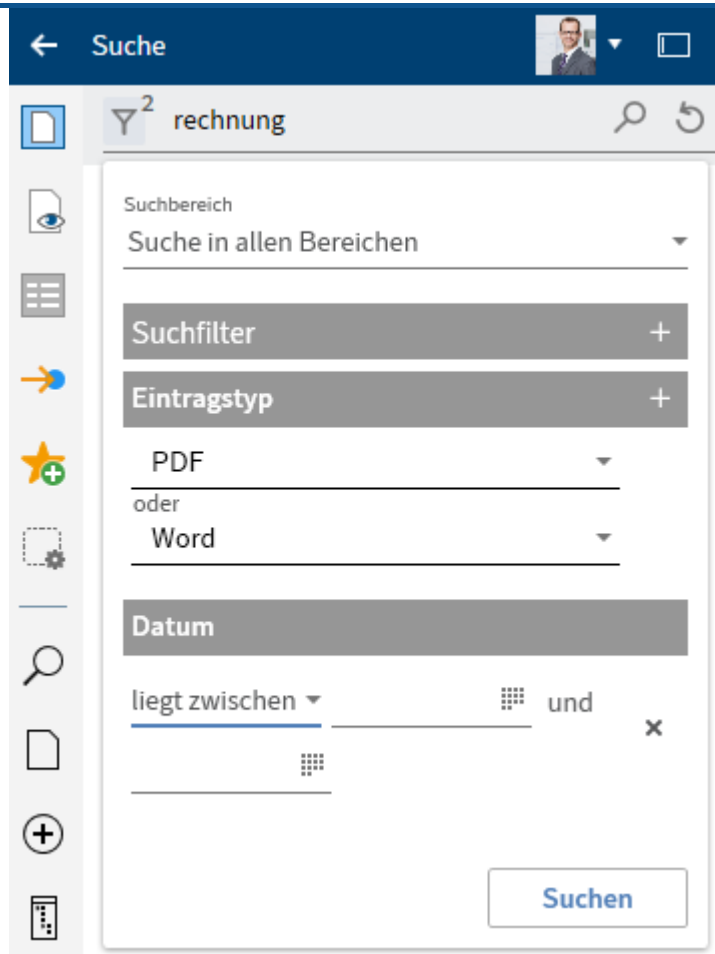 Suche
2
rechnung
Suchbereich
Suche in allen Bereichen
Suchfilter +
Eintragstyp +
PDF
oder
Word
Datum
liegt zwischen und
Suchen